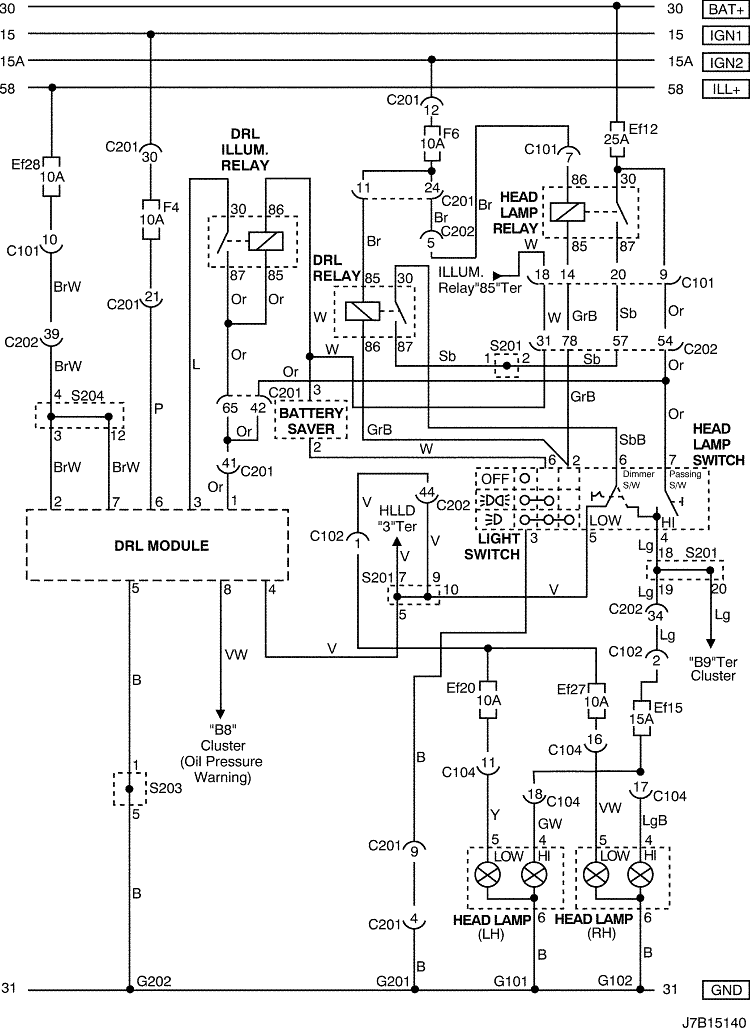 30 30 BAT+
15 15 IGN1
15A 15A IGN2
58 58 ILL+
C201
12
F6
10A
Ef12
25A
DRL
ILLUM.
RELAY
C201
30
C101
7
Ef28
10A
F4
10A
11 24
C201
Br
C202
5
Br
86 30
HEAD
LAMP
RELAY
85 87
30 86
87 85
Or Or
10
C101
BrW
Br
W
ILLUM.
Relay"85"Ter
18 14 20 9
C101
DRL
RELAY
85 30
86 87
21
C201
W GrB Sb Or
W
39
C202
BrW
S201
1 2
Sb Sb
31 78 57 54
C202
Or
L
Or
W
Or
C201
3
65 42
BATTERY
SAVER
2
GrB
GrB
SbB
Or
HEAD
LAMP
SWITCH
4
S204
3 12
P
Or
W
BrW BrW
41
C201
Or
6 2 6 7
Dimmer
S/W
Passing
S/W
OFF
LOW
HI
LIGHT
SWITCH
3 5 4
V
44
C202
HLLD
"3"Ter
C102
1
V V
2 7 6 3 1
DRL MODULE
5 8 4
S201
7 9
10
5
V
Lg
18
S201
19 20
Lg
Lg
C202
34
Lg
C102
2
"B9"Ter
Cluster
V
VW
B
"B8"
Cluster
(Oil Pressure
Warning)
Ef20
10A
Ef27
10A
Ef15
15A
B
11
C104
16
C104
1
S203
5
18
C104
17
C104
Y GW VW LgB
C201
9
5 4
LOW HI
5 4
LOW HI
B
C201
4
HEAD LAMP
(LH)
6
HEAD LAMP
(RH)
6
B B B
31 G202 G201 G101 G102 31 GND
J7B15140